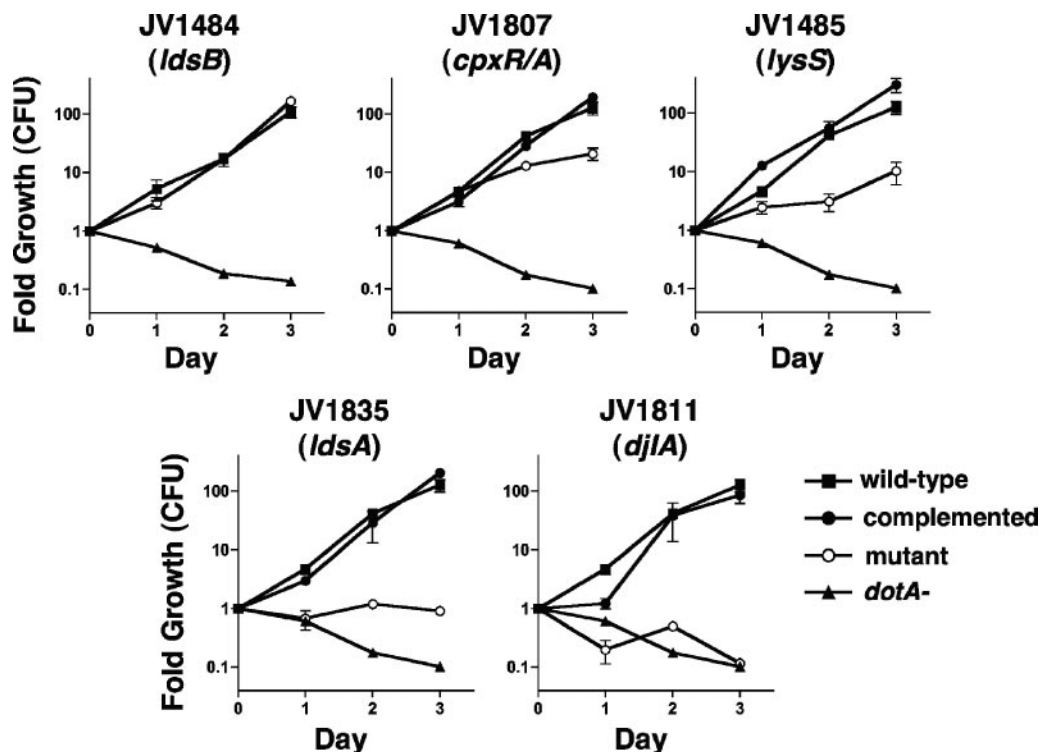 JV1484
(ldsB)
JV1807
(cpxR/A)
JV1485
(lysS)
Fold Growth (CFU)
100
10
1
0.1
0 1 2 3
Day
100
10
1
0.1
0 1 2 3
Day
100
10
1
0.1
0 1 2 3
Day
JV1835
(ldsA)
JV1811
(djlA)
Fold Growth (CFU)
100
10
1
0.1
0 1 2 3
Day
Fold Growth (CFU)
100
10
1
0.1
0 1 2 3
Day
wild-type
complemented
mutant
dotA-